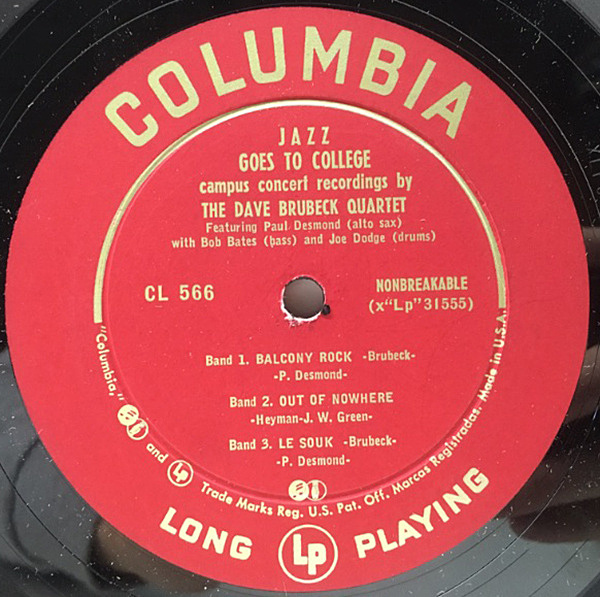 COLUMBIA
JAZZ
GOES TO COLLEGE
campus concert recordings by
THE DAVE BRUBECK QUARTET
Featuring Paul Desmond (alto sax)
with Bob Bates (bass) and Joe Dodge (drums)
CL 566
NONBREAKABLE
(x“Lp”31555)
Band 1. BALCONY ROCK -Brubeck-
-P. Desmond-
Band 2. OUT OF NOWHERE
-Heyman-J. W. Green-
Band 3. LE SOUK -Brubeck-
-P. Desmond-
"Columbia," and Lp Trade Marks Reg. U.S. Pat. Off. Marcas Registradas. Made in U.S.A.
LONG Lp PLAYING